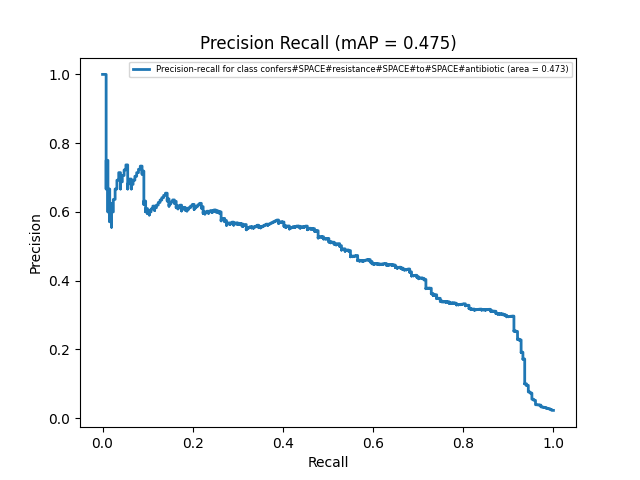 Precision Recall (mAP = 0.475)
Precision-recall for class confers#SPACE#resistance#SPACE#to#SPACE#antibiotic (area = 0.473)
1.0
0.8
0.6
0.4
0.2
0.0
Precision
0.0 0.2 0.4 0.6 0.8 1.0
Recall